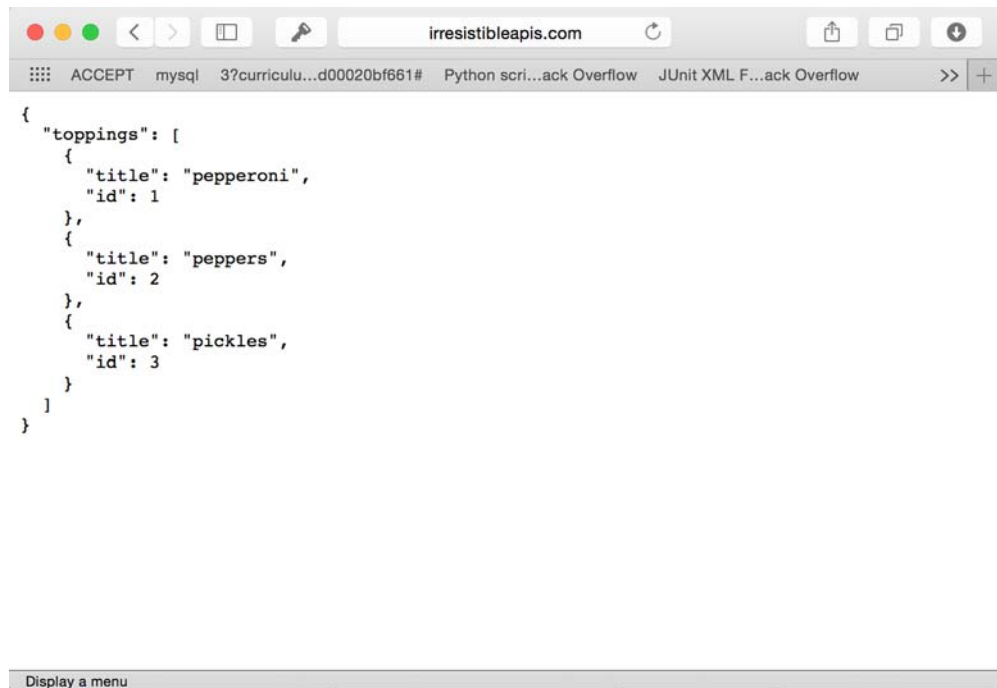 irresistibleapis.com
ACCEPT mysql 3?curriculu...d00020bf661# Python scri...ack Overflow JUnit XML F...ack Overflow >> +
{
  "toppings": [
    {
      "title": "pepperoni",
      "id": 1
    },
    {
      "title": "peppers",
      "id": 2
    },
    {
      "title": "pickles",
      "id": 3
    }
  ]
}
Display a menu